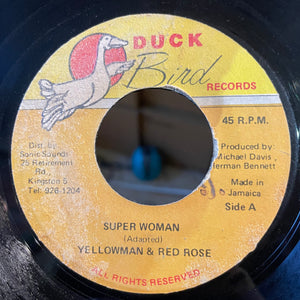 DUCK
Bird
RECORDS
45 R.P.M.
Dist. by
Sonic Sounds
25 Retirement
Rd.,
Kingston 5
Tel: 926-1204
Produced by:
Michael Davis,
Herman Bennett
Made in
Jamaica
Side A
SUPER WOMAN
(Adapted)
YELLOWMAN & RED ROSE
ALL RIGHTS RESERVED